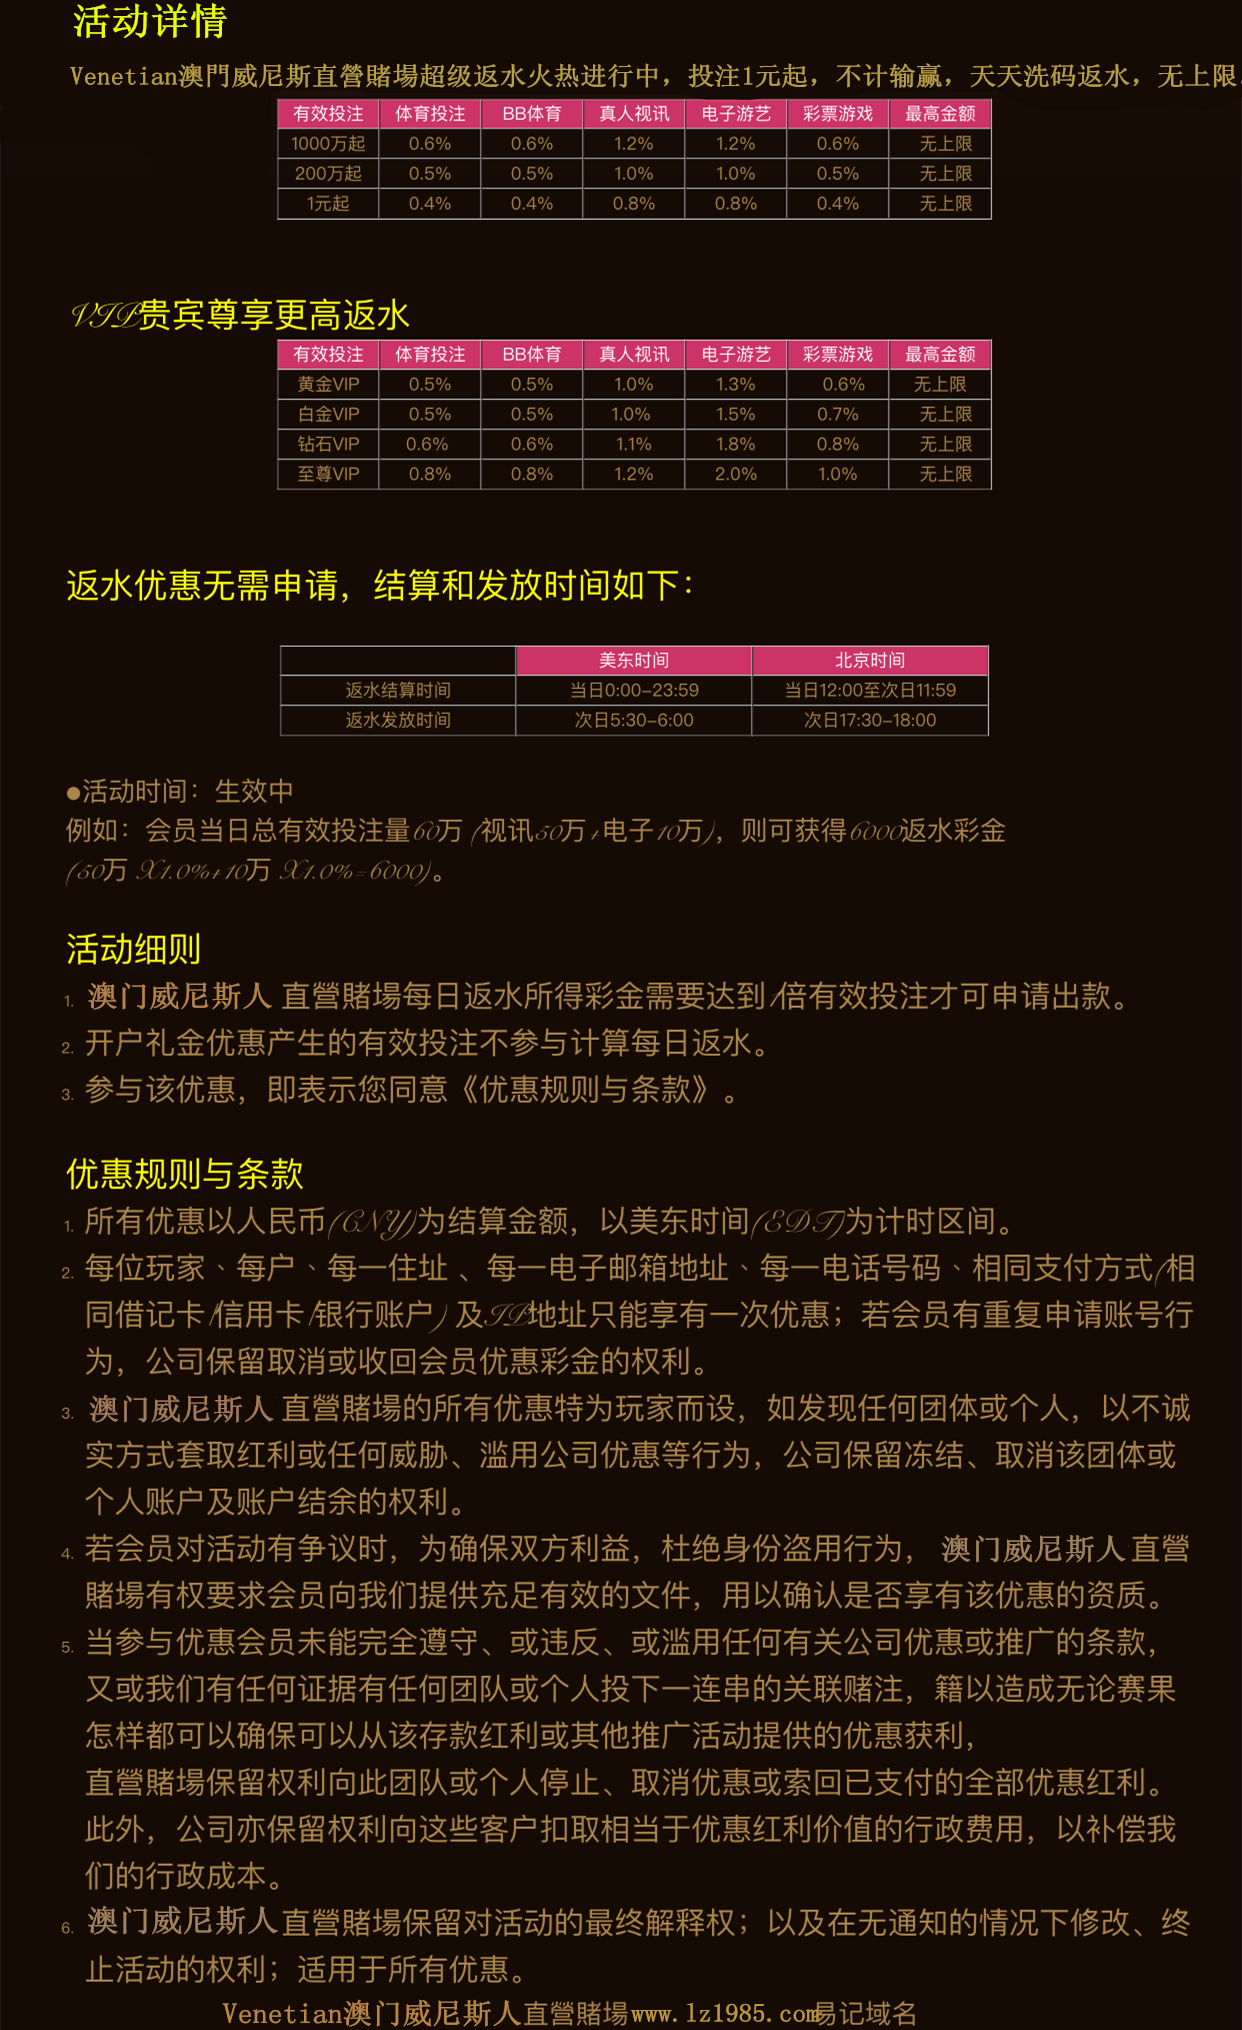 活动详情
Venetian澳門威尼斯直營賭場超级返水火热进行中，投注1元起，不计输赢，天天洗码返水，无上限
有效投注 体育投注 BB体育 真人视讯 电子游艺 彩票游戏 最高金额
1000万起 0.6% 0.6% 1.2% 1.2% 0.6% 无上限
200万起 0.5% 0.5% 1.0% 1.0% 0.5% 无上限
1元起 0.4% 0.4% 0.8% 0.8% 0.4% 无上限
VIP贵宾尊享更高返水
有效投注 体育投注 BB体育 真人视讯 电子游艺 彩票游戏 最高金额
黄金VIP 0.5% 0.5% 1.0% 1.3% 0.6% 无上限
白金VIP 0.5% 0.5% 1.0% 1.5% 0.7% 无上限
钻石VIP 0.6% 0.6% 1.1% 1.8% 0.8% 无上限
至尊VIP 0.8% 0.8% 1.2% 2.0% 1.0% 无上限
返水优惠无需申请，结算和发放时间如下：
美东时间 北京时间
返水结算时间 当日0:00-23:59 当日12:00至次日11:59
返水发放时间 次日5:30-6:00 次日17:30-18:00
●活动时间：生效中
例如：会员当日总有效投注量60万 (视讯50万+电子10万)，则可获得6000返水彩金
(50万 X1.0%+10万 X1.0%=6000)。
活动细则
1. 澳门威尼斯人 直營賭場每日返水所得彩金需要达到1倍有效投注才可申请出款。
2. 开户礼金优惠产生的有效投注不参与计算每日返水。
3. 参与该优惠，即表示您同意《优惠规则与条款》。
优惠规则与条款
1. 所有优惠以人民币(CNY)为结算金额，以美东时间(EDT)为计时区间。
2. 每位玩家、每户、每一住址 、每一电子邮箱地址、每一电话号码、相同支付方式(相
同借记卡/信用卡/银行账户) 及IP地址只能享有一次优惠；若会员有重复申请账号行
为，公司保留取消或收回会员优惠彩金的权利。
3. 澳门威尼斯人 直營賭場的所有优惠特为玩家而设，如发现任何团体或个人，以不诚
实方式套取红利或任何威胁、滥用公司优惠等行为，公司保留冻结、取消该团体或
个人账户及账户结余的权利。
4. 若会员对活动有争议时，为确保双方利益，杜绝身份盗用行为， 澳门威尼斯人 直營
賭場有权要求会员向我们提供充足有效的文件，用以确认是否享有该优惠的资质。
5. 当参与优惠会员未能完全遵守、或违反、或滥用任何有关公司优惠或推广的条款，
又或我们有任何证据有任何团队或个人投下一连串的关联赌注，籍以造成无论赛果
怎样都可以确保可以从该存款红利或其他推广活动提供的优惠获利，
直營賭場保留权利向此团队或个人停止、取消优惠或索回已支付的全部优惠红利。
此外，公司亦保留权利向这些客户扣取相当于优惠红利价值的行政费用，以补偿我
们的行政成本。
6. 澳门威尼斯人直營賭場保留对活动的最终解释权；以及在无通知的情况下修改、终
止活动的权利；适用于所有优惠。
Venetian澳门威尼斯人直營賭場www.lz1985.com易记域名